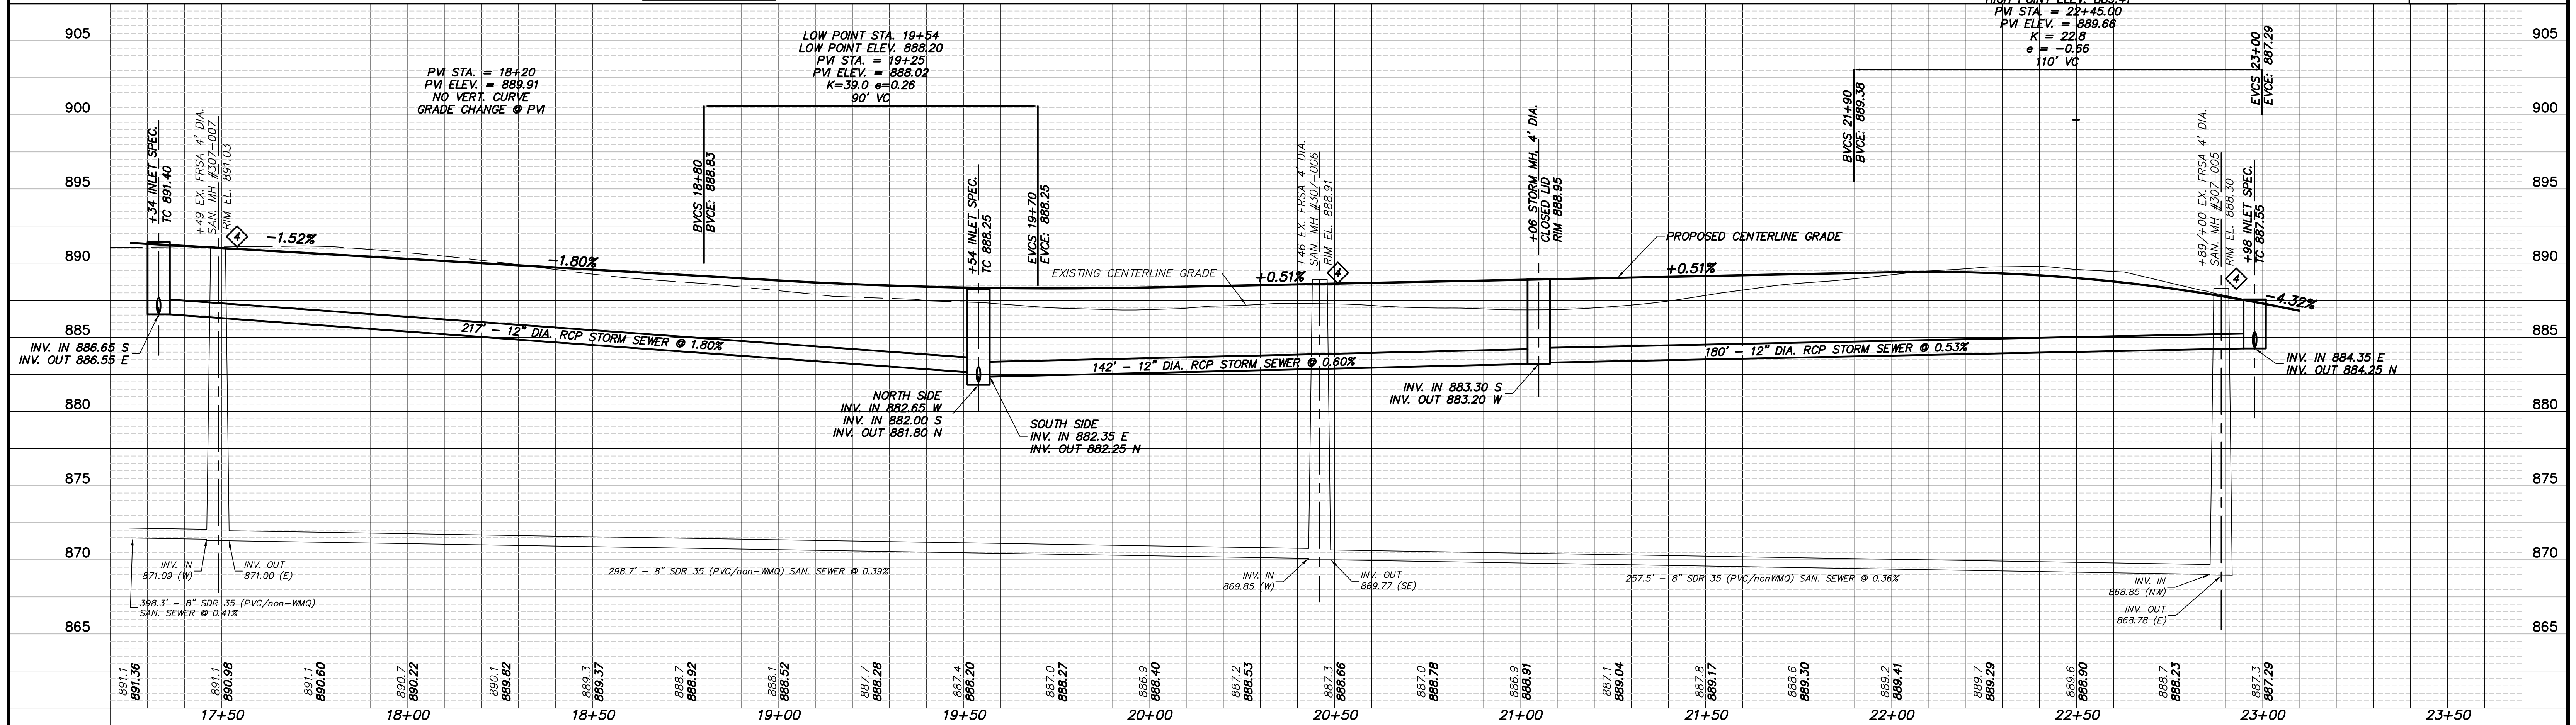 HIGH POINT ELEV. 889.41
PVI STA. = 22+45.00
PVI ELEV. = 889.66
K = 22.8
e = -0.66
110' VC
LOW POINT STA. 19+54
LOW POINT ELEV. 888.20
PVI STA. = 19+25
PVI ELEV. = 888.02
K=39.0 e=0.26
90' VC
PVI STA. = 18+20
PVI ELEV. = 889.91
NO VERT. CURVE
GRADE CHANGE @ PVI
905
900
895
890
885
880
875
870
865
905
900
895
890
885
880
875
870
865
+34 INLET SPEC.
TC 891.40
+49 EX. FRSA 4' DIA.
SAN. MH #307-007
RIM EL. 891.03
4
-1.52%
-1.80%
BVCS 18+80
BVCE: 888.83
+54 INLET SPEC.
TC 888.25
EVCS 19+70
EVCE: 888.25
EXISTING CENTERLINE GRADE
+0.51%
+46 EX. FRSA 4' DIA.
SAN. MH #307-006
RIM EL. 888.91
4
+06 STORM MH, 4' DIA.
CLOSED LID
RIM 888.95
PROPOSED CENTERLINE GRADE
+0.51%
BVCS 21+90
BVCE: 889.38
+89/+00 EX. FRSA 4' DIA.
SAN. MH #307-005
RIM EL. 888.30
4
+98 INLET SPEC.
TC 887.55
EVCS 23+00
EVCE: 887.29
-4.32%
INV. IN 886.65 S
INV. OUT 886.55 E
217' - 12" DIA. RCP STORM SEWER @ 1.80%
NORTH SIDE
INV. IN 882.65 W
INV. IN 882.00 S
INV. OUT 881.80 N
SOUTH SIDE
INV. IN 882.35 E
INV. OUT 882.25 N
142' - 12" DIA. RCP STORM SEWER @ 0.60%
INV. IN 883.30 S
INV. OUT 883.20 W
180' - 12" DIA. RCP STORM SEWER @ 0.53%
INV. IN 884.35 E
INV. OUT 884.25 N
INV. IN
871.09 (W)
INV. OUT
871.00 (E)
398.3' - 8" SDR 35 (PVC/non-WMQ)
SAN. SEWER @ 0.41%
298.7' - 8" SDR 35 (PVC/non-WMQ) SAN. SEWER @ 0.39%
INV. IN
869.85 (W)
INV. OUT
869.77 (SE)
257.5' - 8" SDR 35 (PVC/nonWMQ) SAN. SEWER @ 0.36%
INV. IN
868.85 (NW)
INV. OUT
868.78 (E)
891.1
891.36
891.1
890.98
891.1
890.60
890.7
890.22
890.1
889.82
889.3
889.37
888.7
888.92
888.1
888.52
887.7
888.28
887.4
888.20
887.0
888.27
886.9
888.40
887.2
888.53
887.3
888.66
887.0
888.78
886.9
888.91
887.1
889.04
887.8
889.17
888.6
889.30
889.2
889.41
889.7
889.29
889.6
888.90
888.7
888.23
887.3
887.29
17+50
18+00
18+50
19+00
19+50
20+00
20+50
21+00
21+50
22+00
22+50
23+00
23+50